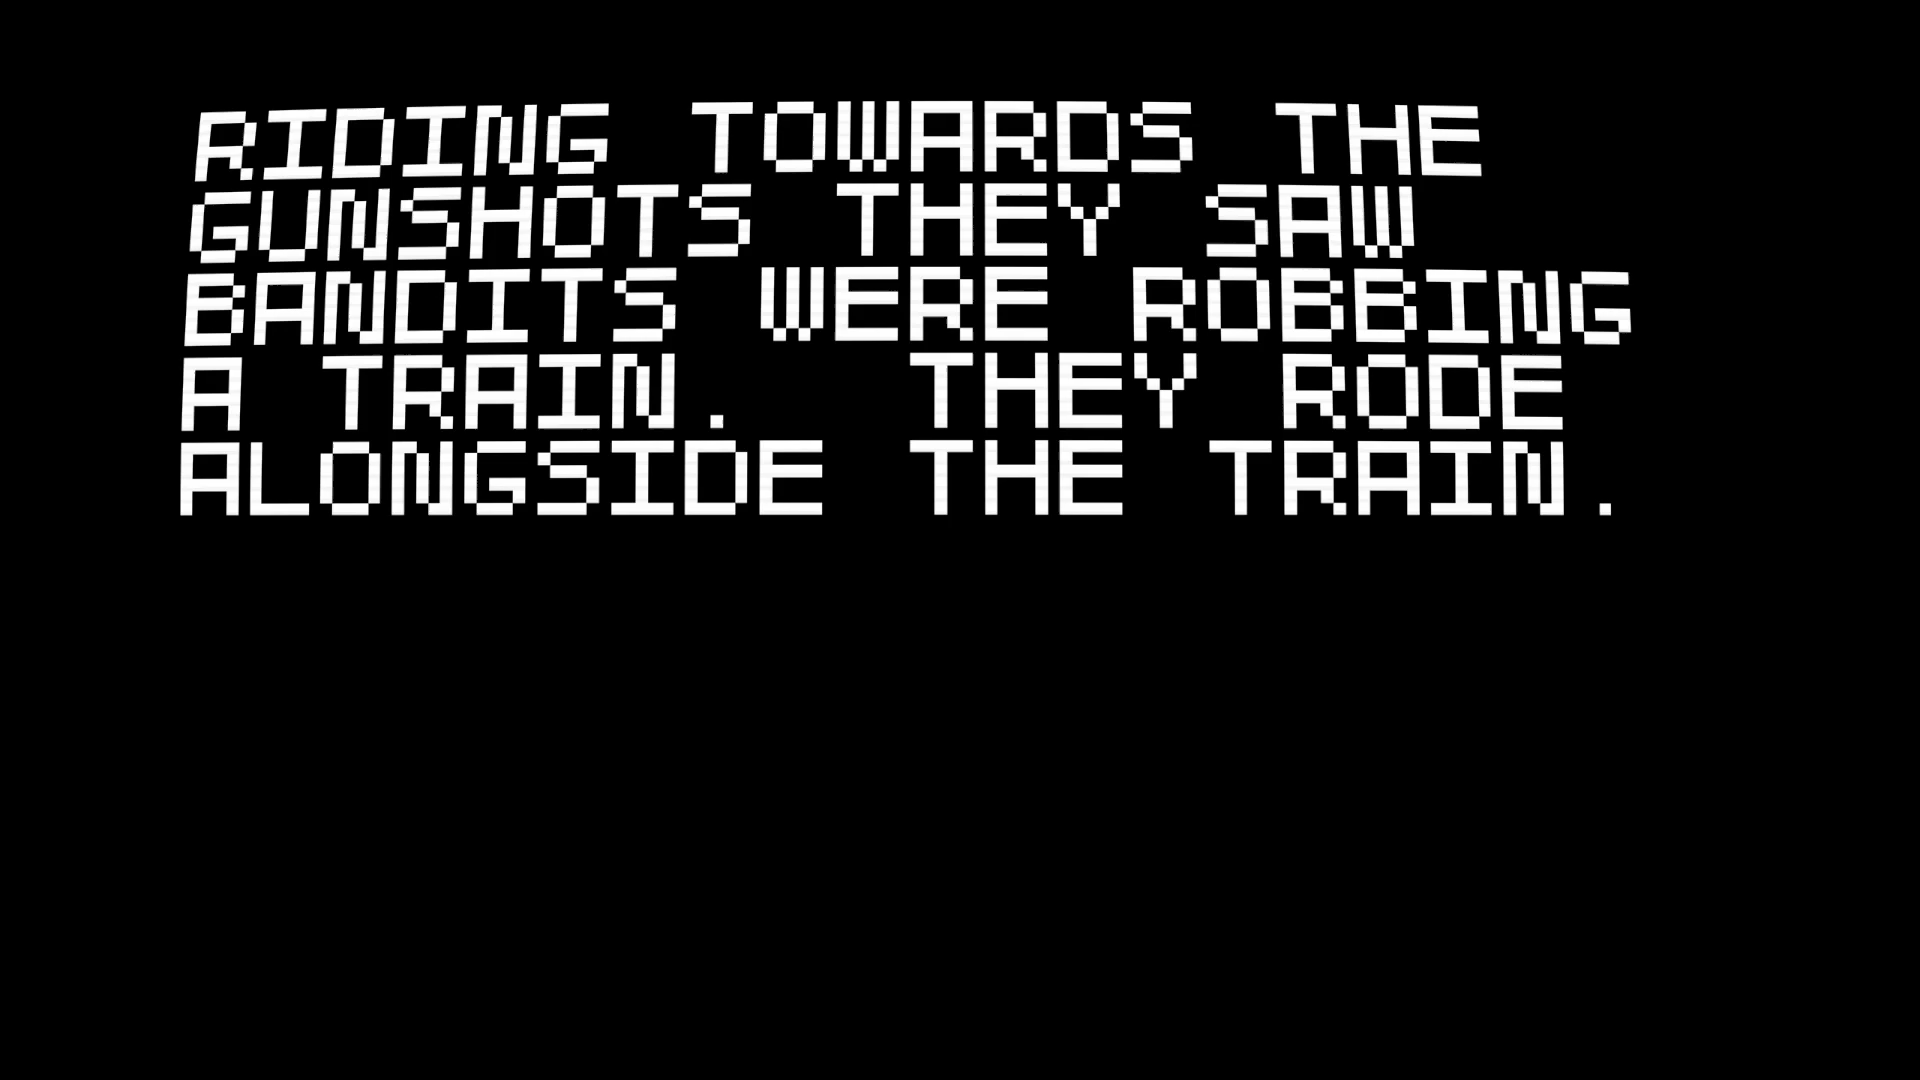 RIDING TOWARDS THE
GUNSHOTS THEY SAW
BANDITS WERE ROBBING
A TRAIN.  THEY RODE
ALONGSIDE THE TRAIN.